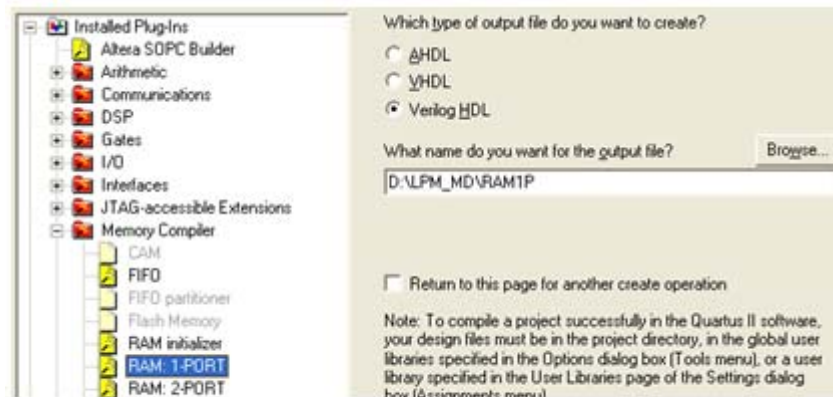 Installed Plug-Ins
Altera SOPC Builder
Arithmetic
Communications
DSP
Gates
I/O
Interfaces
JTAG-accessible Extensions
Memory Compiler
CAM
FIFO
FIFO partitioner
Flash Memory
RAM initializer
RAM: 1-PORT
RAM: 2-PORT
Which type of output file do you want to create?
AHDL
VHDL
Verilog HDL
What name do you want for the output file?
Browse...
D:\LPM_MD\RAM1P
Return to this page for another create operation
Note: To compile a project successfully in the Quartus II software,
your design files must be in the project directory, in the global user
libraries specified in the Options dialog box (Tools menu), or a user
library specified in the User Libraries page of the Settings dialog
box (Assignments menu)